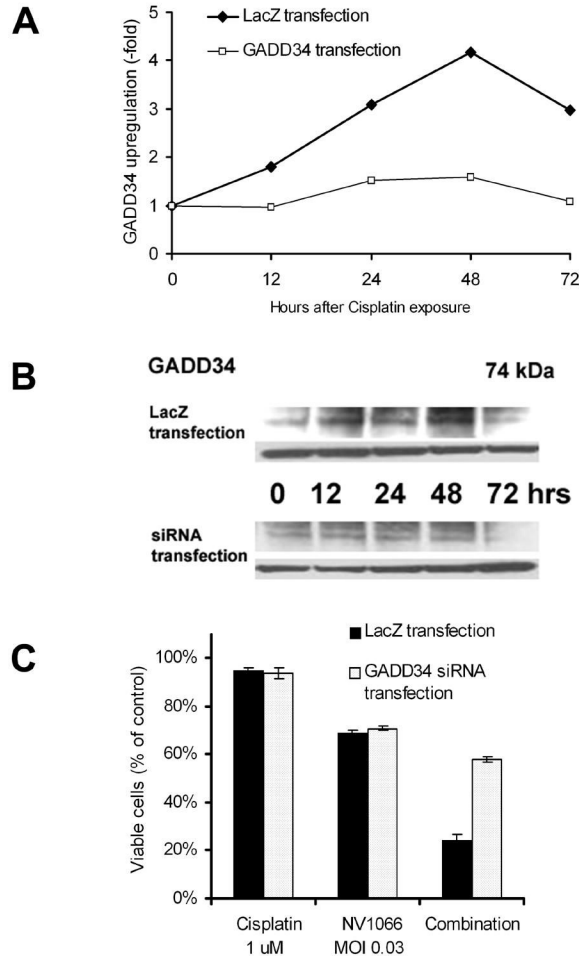 A
LacZ transfection
GADD34 transfection
GADD34 upregulation (-fold)
5
4
3
2
1
0
0 12 24 48 72
Hours after Cisplatin exposure
B
GADD34 74 kDa
LacZ
transfection
0 12 24 48 72 hrs
siRNA
transfection
C
LacZ transfection
GADD34 siRNA
transfection
Viable cells (% of control)
100%
80%
60%
40%
20%
0%
Cisplatin
1 uM
NV1066
MOI 0.03
Combination